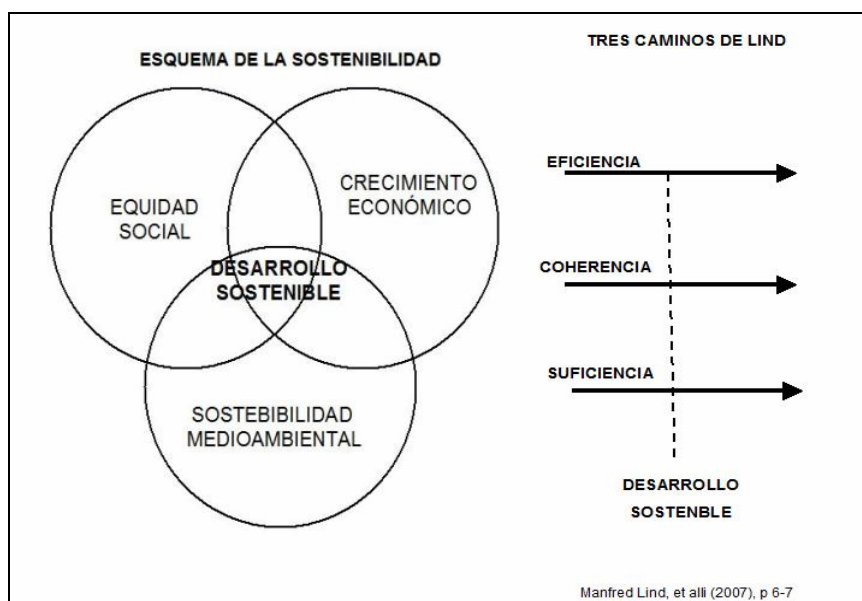 ESQUEMA DE LA SOSTENIBILIDAD
EQUIDAD
SOCIAL
CRECIMIENTO
ECONÓMICO
DESARROLLO
SOSTENIBLE
SOSTEBIBILIDAD
MEDIOAMBIENTAL
TRES CAMINOS DE LIND
EFICIENCIA
COHERENCIA
SUFICIENCIA
DESARROLLO
SOSTENBLE
Manfred Lind, et alli (2007), p 6-7